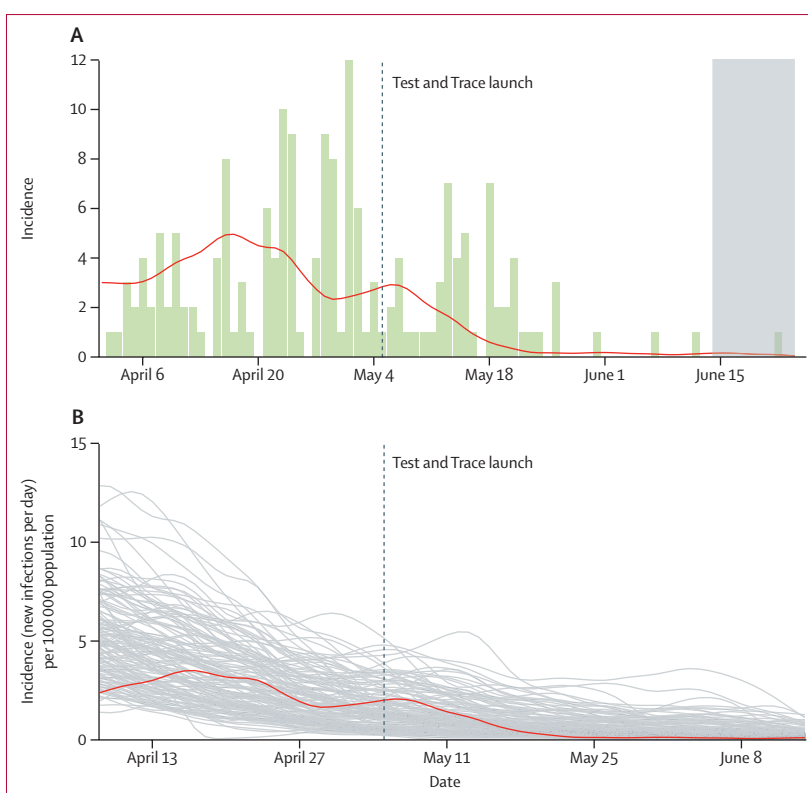 A
12
Test and Trace launch
10
8
6
4
2
0
Incidence
April 6
April 20
May 4
May 18
June 1
June 15
B
15
Test and Trace launch
10
5
0
Incidence (new infections per day)
per 100 000 population
April 13
April 27
May 11
May 25
June 8
Date